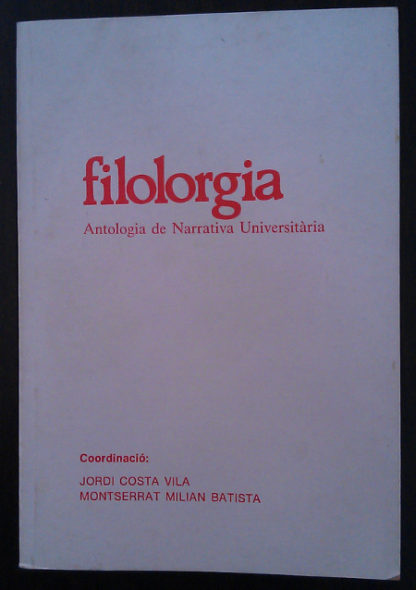 filolorgia
Antologia de Narrativa Universitària
Coordinació:
JORDI COSTA VILA
MONTSERRAT MILIAN BATISTA